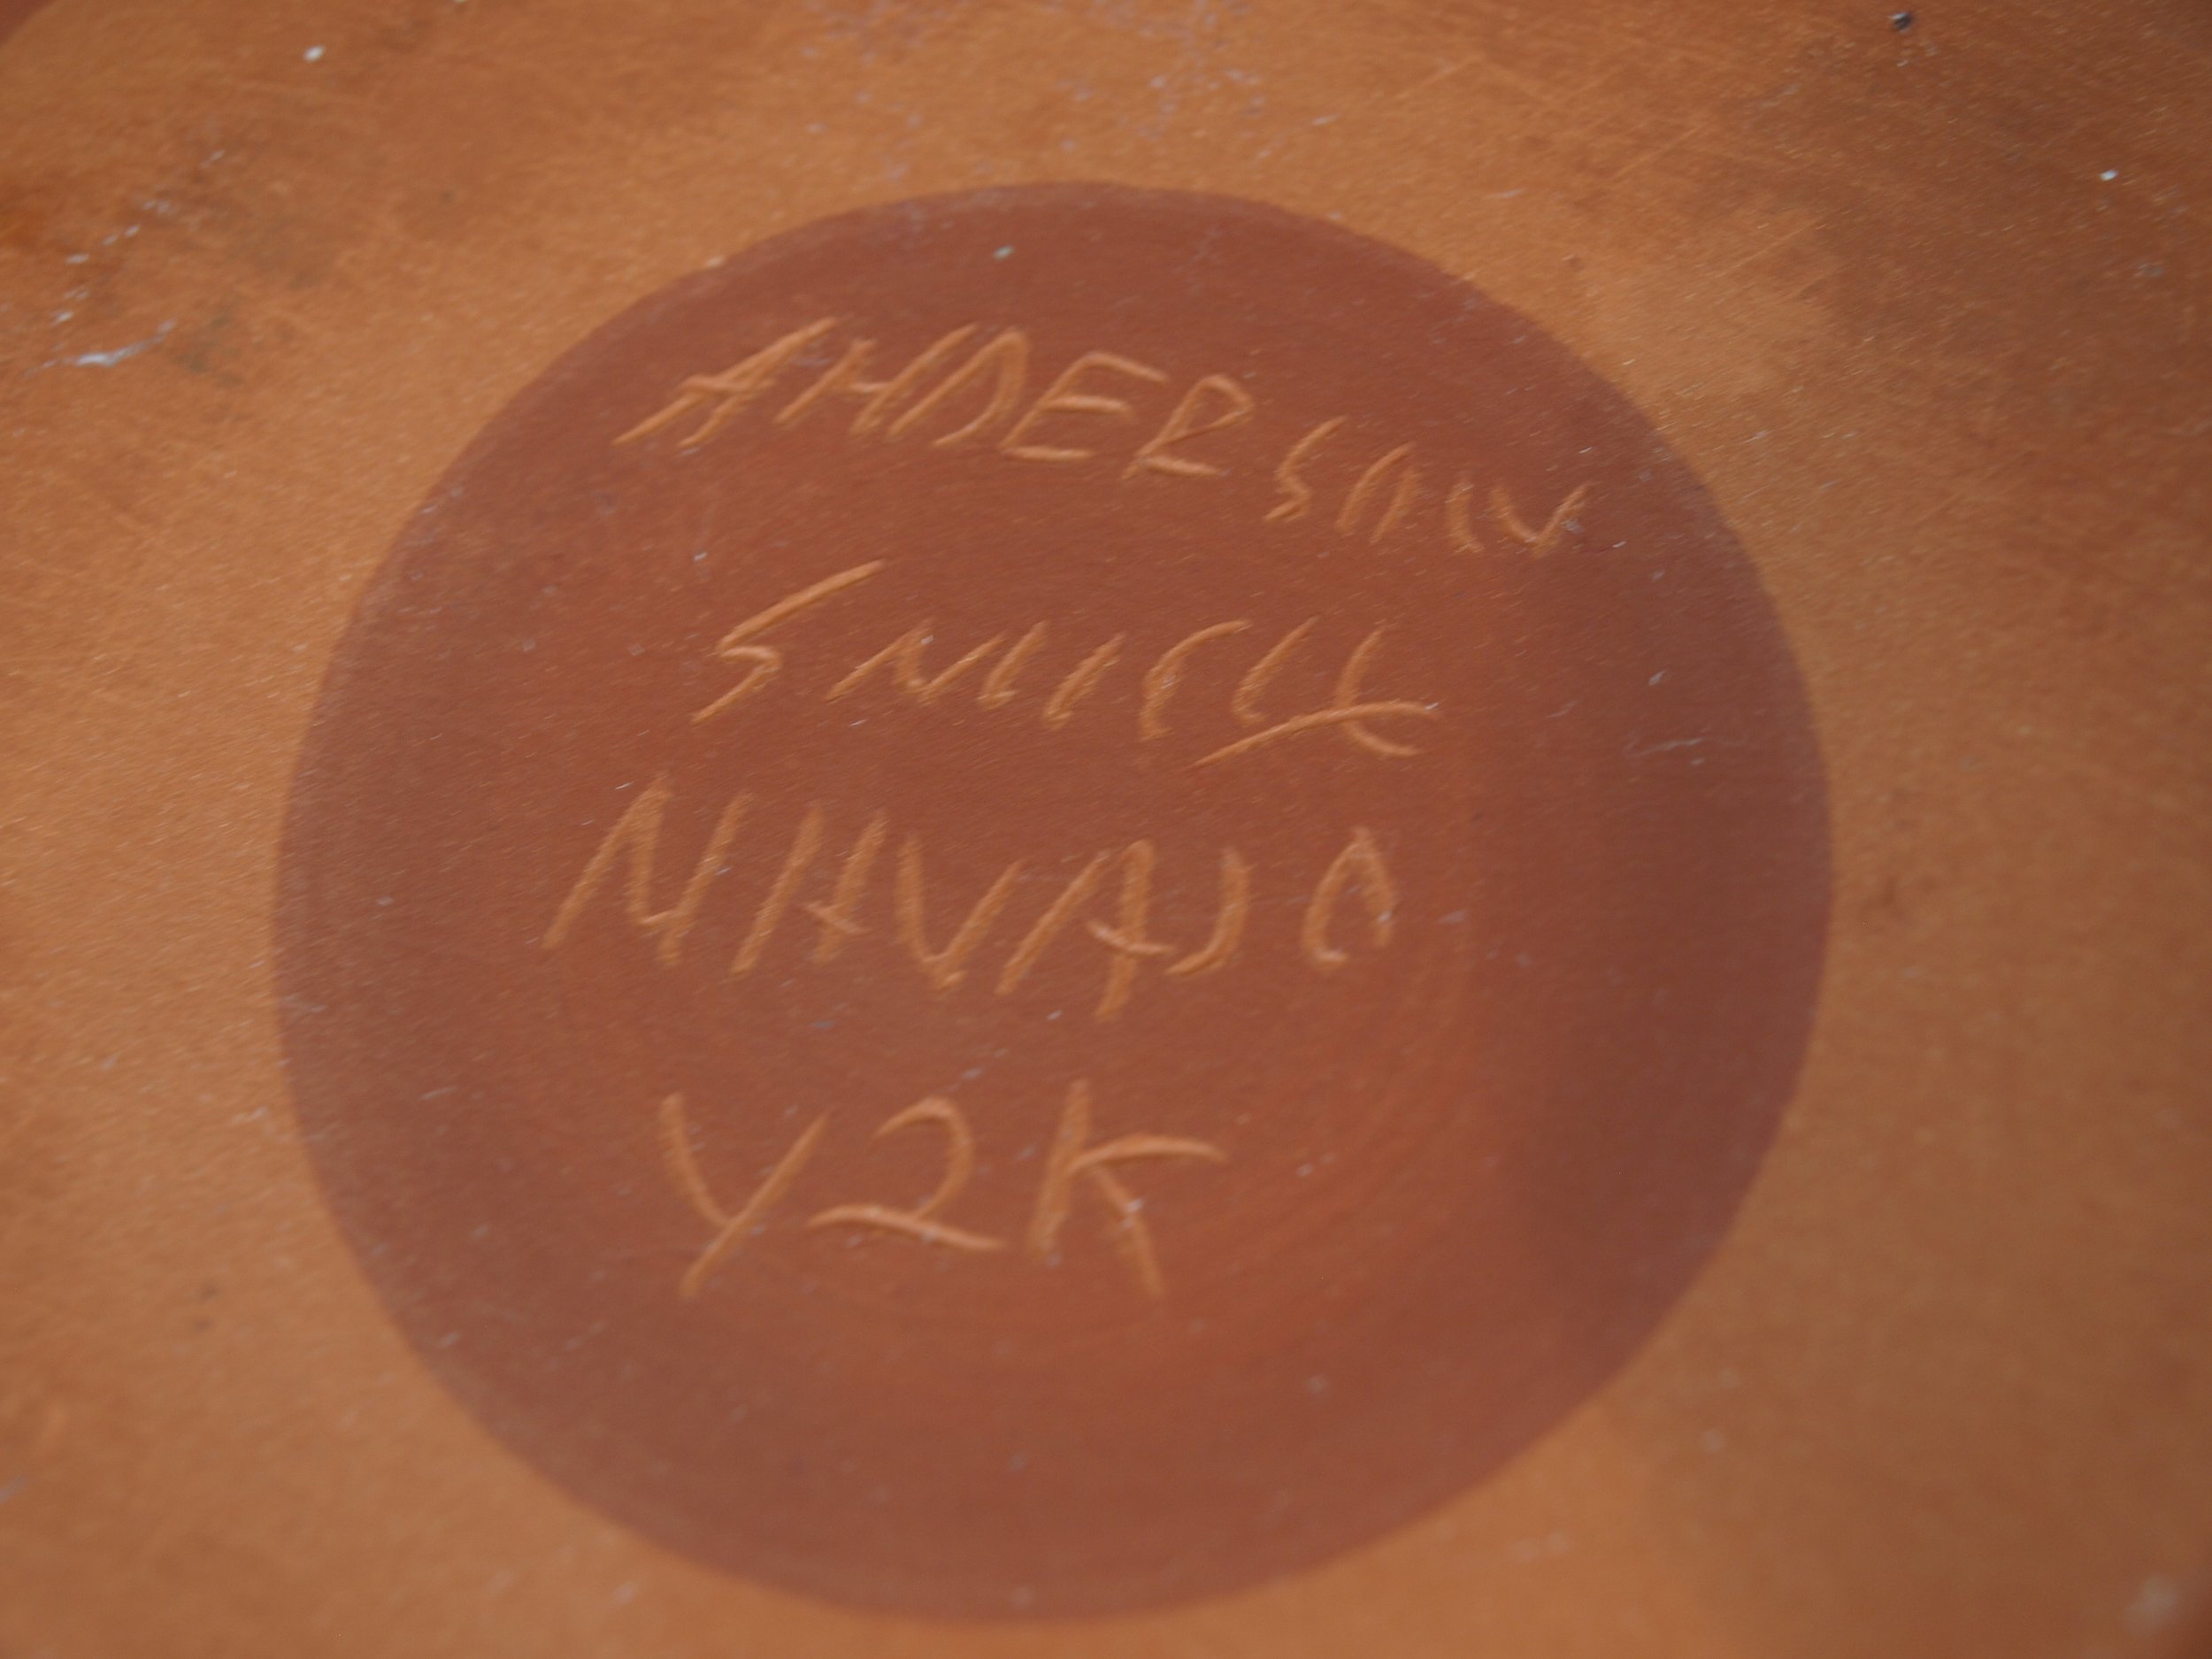 ANDERSON
SMITH
NAVAJO
Y2K